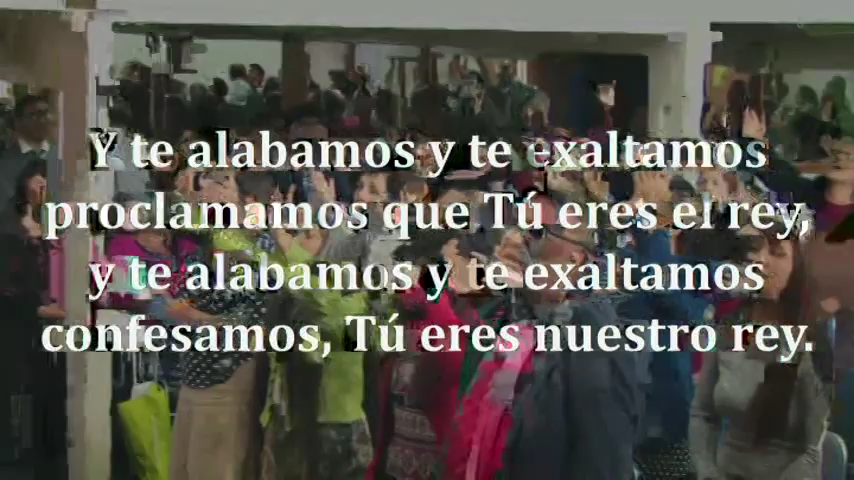 Y te alabamos y te exaltamos
proclamamos que Tú eres el rey,
y te alabamos y te exaltamos
confesamos, Tú eres nuestro rey.